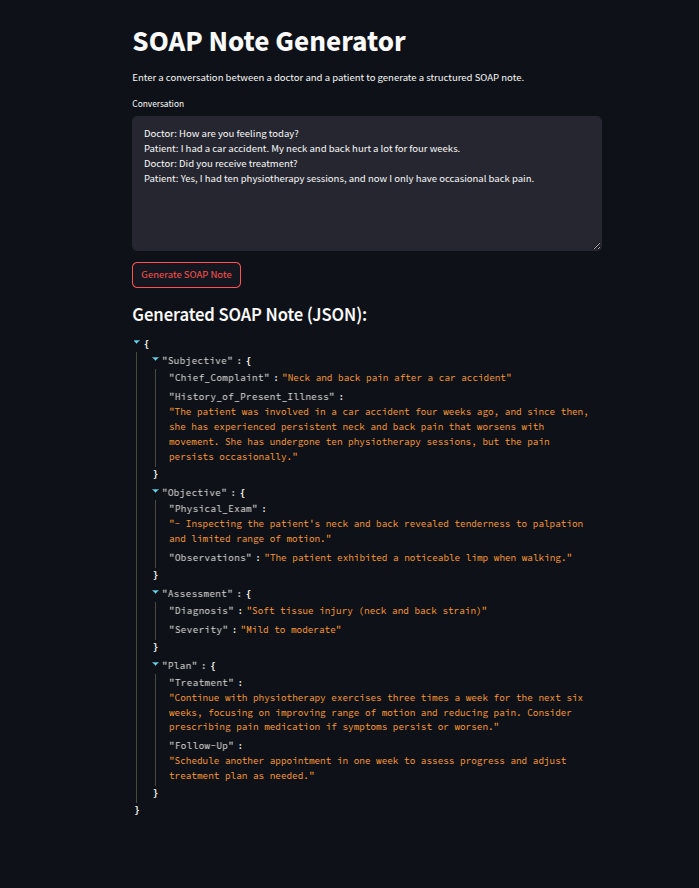 SOAP Note Generator
Enter a conversation between a doctor and a patient to generate a structured SOAP note.
Conversation
Doctor: How are you feeling today?
Patient: I had a car accident. My neck and back hurt a lot for four weeks.
Doctor: Did you receive treatment?
Patient: Yes, I had ten physiotherapy sessions, and now I only have occasional back pain.
Generate SOAP Note
Generated SOAP Note (JSON):
{
"Subjective" : {
"Chief_Complaint" : "Neck and back pain after a car accident"
"History_of_Present_Illness" :
"The patient was involved in a car accident four weeks ago, and since then,
she has experienced persistent neck and back pain that worsens with
movement. She has undergone ten physiotherapy sessions, but the pain
persists occasionally."
}
"Objective" : {
"Physical_Exam" :
"- Inspecting the patient's neck and back revealed tenderness to palpation
and limited range of motion."
"Observations" : "The patient exhibited a noticeable limp when walking."
}
"Assessment" : {
"Diagnosis" : "Soft tissue injury (neck and back strain)"
"Severity" : "Mild to moderate"
}
"Plan" : {
"Treatment" :
"Continue with physiotherapy exercises three times a week for the next six
weeks, focusing on improving range of motion and reducing pain. Consider
prescribing pain medication if symptoms persist or worsen."
"Follow-Up" :
"Schedule another appointment in one week to assess progress and adjust
treatment plan as needed."
}
}